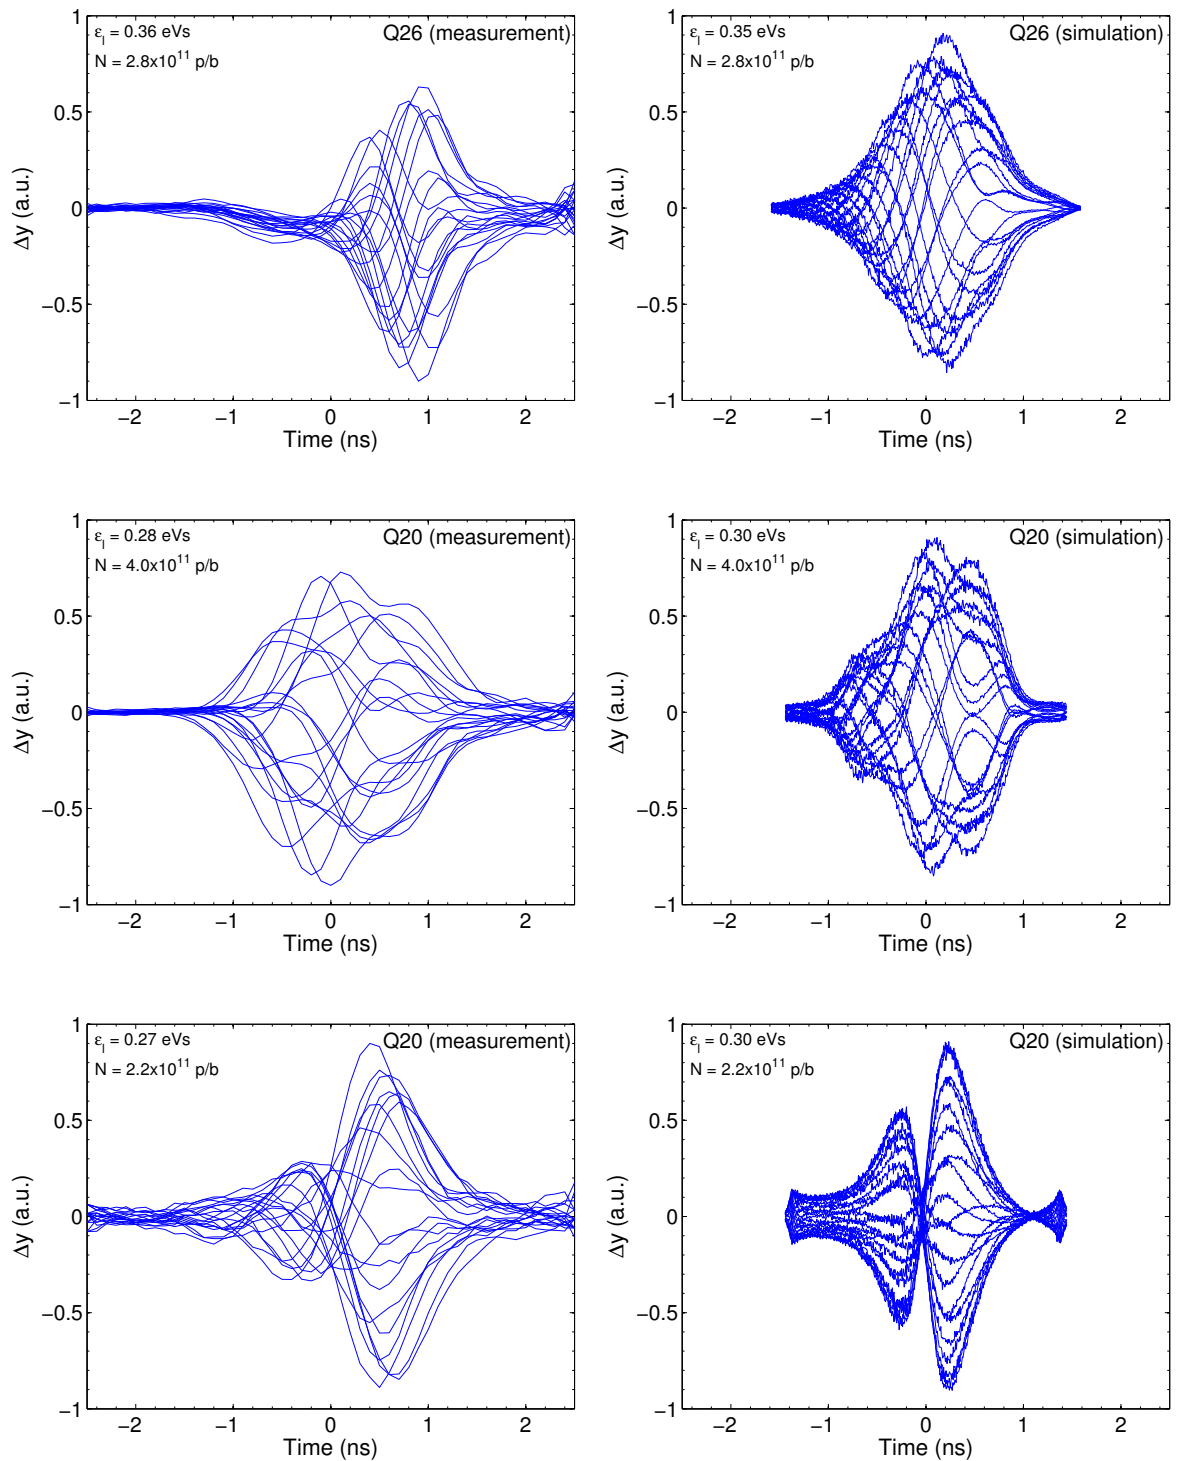 ε_l = 0.36 eVs
N = 2.8x10^11 p/b
Q26 (measurement)
1
0.5
0
−0.5
−1
−2 −1 0 1 2
Δy (a.u.)
Time (ns)
ε_l = 0.35 eVs
N = 2.8x10^11 p/b
Q26 (simulation)
1
0.5
0
−0.5
−1
−2 −1 0 1 2
Δy (a.u.)
Time (ns)
ε_l = 0.28 eVs
N = 4.0x10^11 p/b
Q20 (measurement)
1
0.5
0
−0.5
−1
−2 −1 0 1 2
Δy (a.u.)
Time (ns)
ε_l = 0.30 eVs
N = 4.0x10^11 p/b
Q20 (simulation)
1
0.5
0
−0.5
−1
−2 −1 0 1 2
Δy (a.u.)
Time (ns)
ε_l = 0.27 eVs
N = 2.2x10^11 p/b
Q20 (measurement)
1
0.5
0
−0.5
−1
−2 −1 0 1 2
Δy (a.u.)
Time (ns)
ε_l = 0.30 eVs
N = 2.2x10^11 p/b
Q20 (simulation)
1
0.5
0
−0.5
−1
−2 −1 0 1 2
Δy (a.u.)
Time (ns)